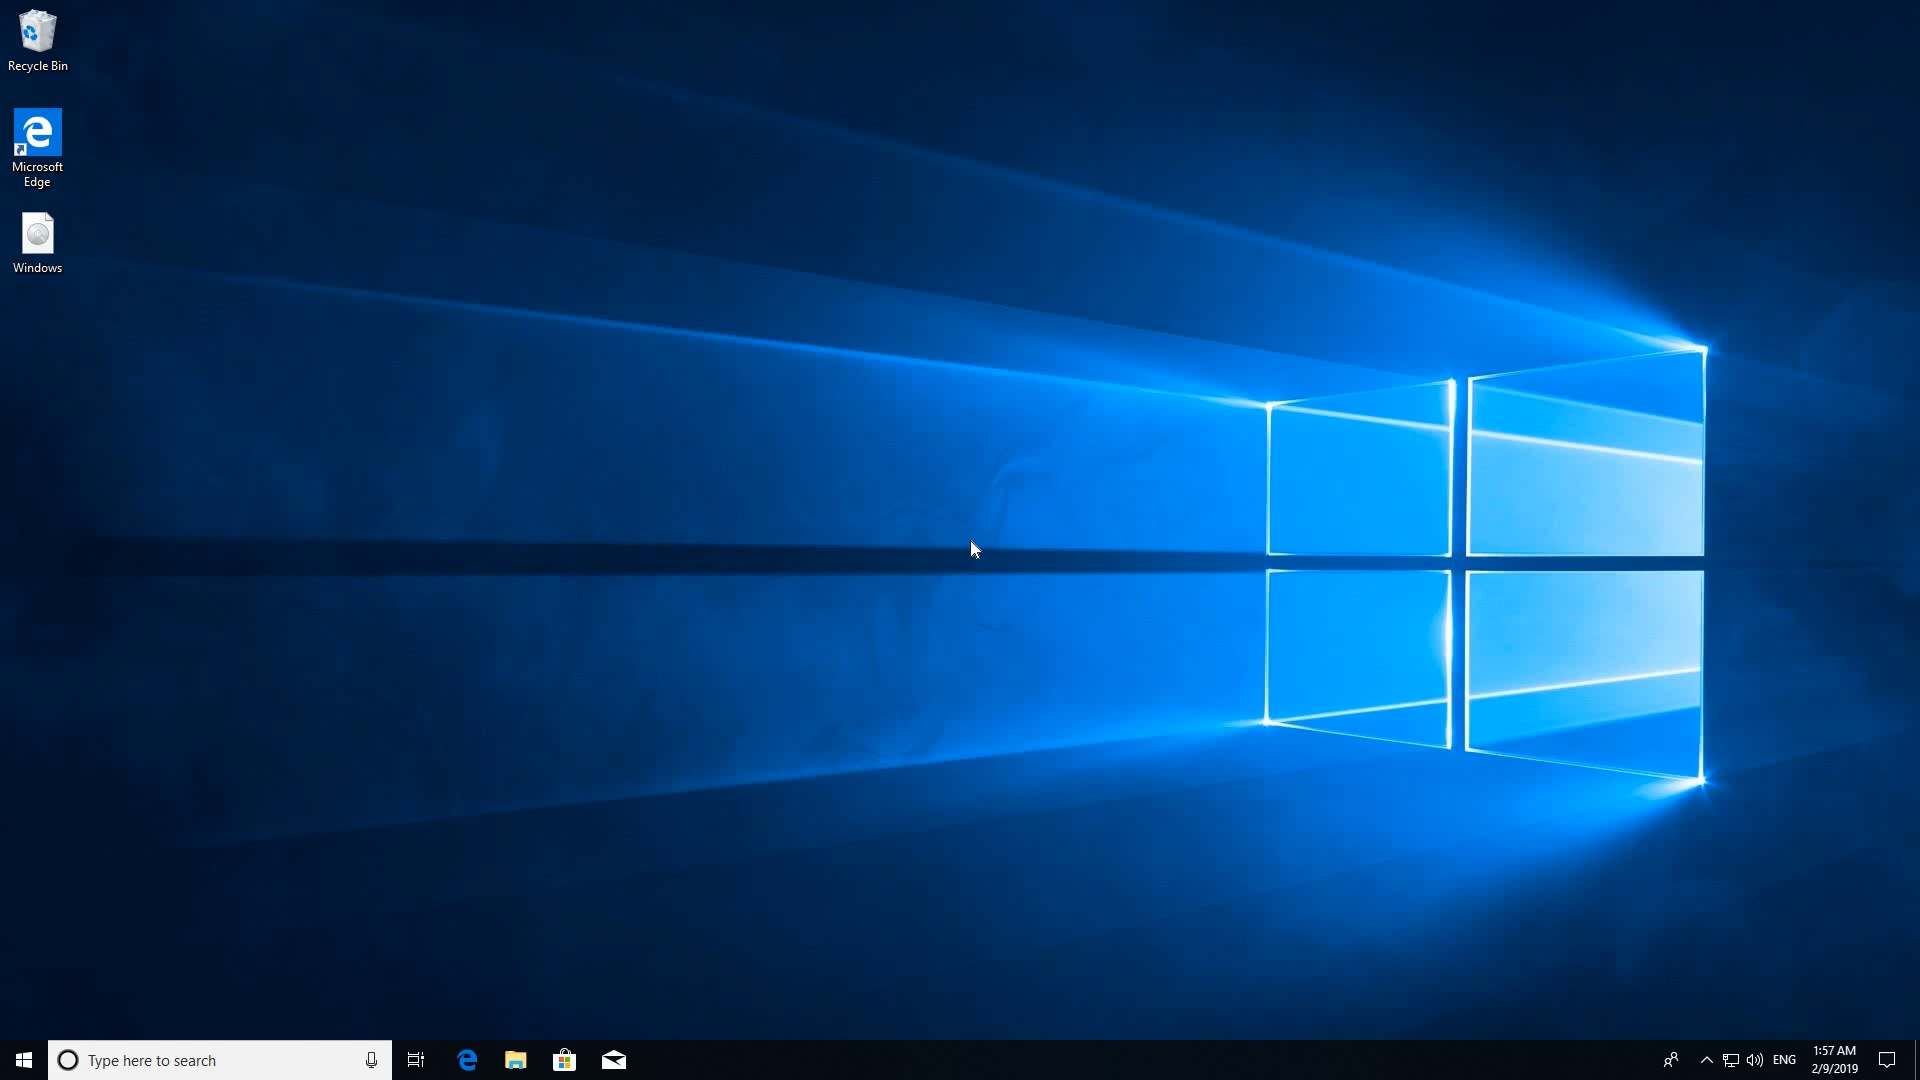 Recycle Bin
Microsoft
Edge
Windows
Type here to search
ENG
1:57 AM
2/9/2019